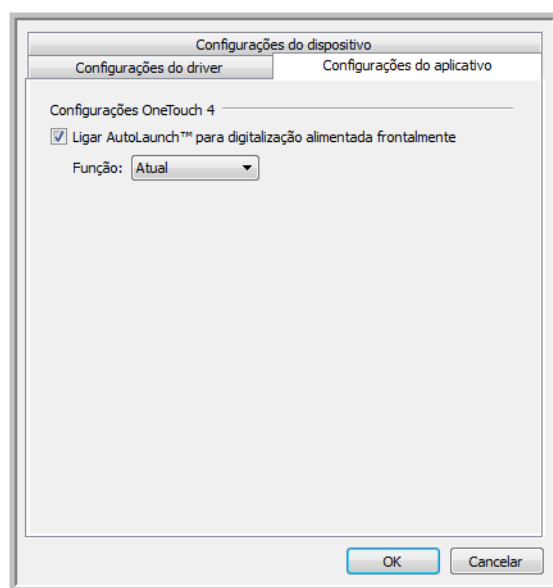 Configurações do dispositivo
Configurações do driver Configurações do aplicativo
Configurações OneTouch 4
Ligar AutoLaunch™ para digitalização alimentada frontalmente
Função: Atual
OK Cancelar